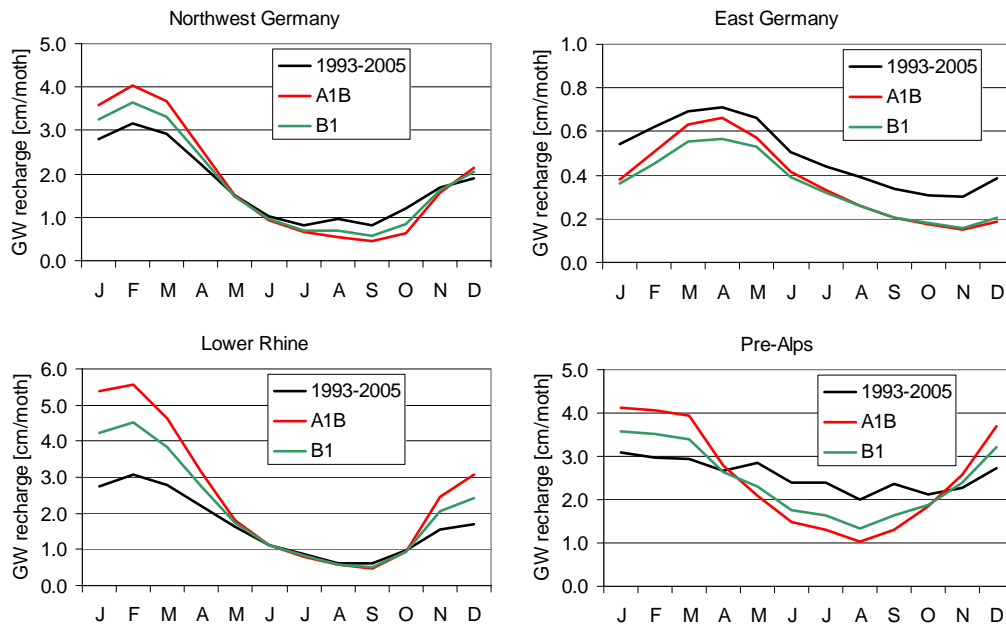 Northwest Germany
GW recharge [cm/moth]
5.0
4.0
3.0
2.0
1.0
0.0
1993-2005
A1B
B1
J F M A M J J A S O N D
East Germany
GW recharge [cm/moth]
1.0
0.8
0.6
0.4
0.2
0.0
1993-2005
A1B
B1
J F M A M J J A S O N D
Lower Rhine
GW recharge [cm/moth]
6.0
5.0
4.0
3.0
2.0
1.0
0.0
1993-2005
A1B
B1
J F M A M J J A S O N D
Pre-Alps
GW recharge [cm/moth]
5.0
4.0
3.0
2.0
1.0
0.0
1993-2005
A1B
B1
J F M A M J J A S O N D